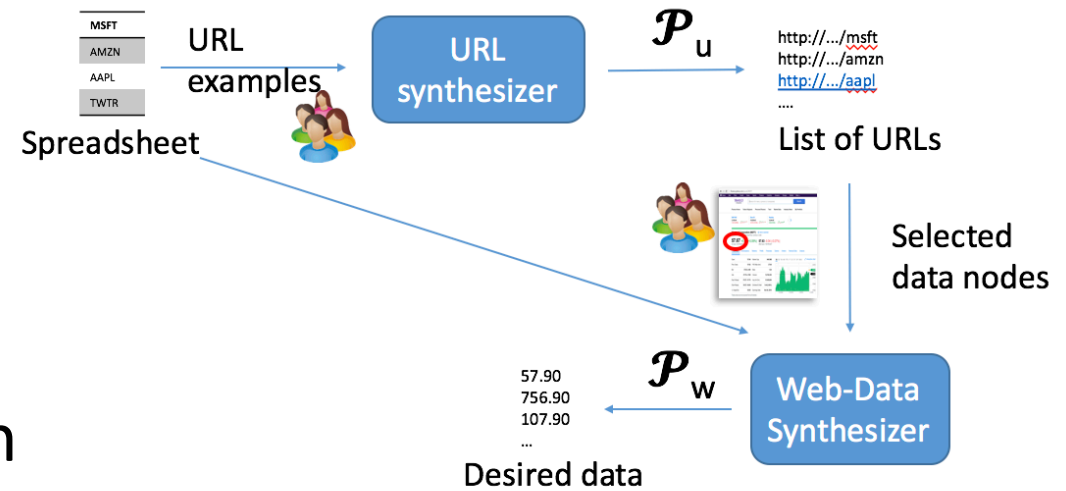 MSFT
AMZN
AAPL
TWTR
Spreadsheet
URL
examples
URL
synthesizer
𝓟u
http://.../msft
http://.../amzn
http://.../aapl
....
List of URLs
Selected
data nodes
Web-Data
Synthesizer
𝓟w
57.90
756.90
107.90
...
Desired data
n